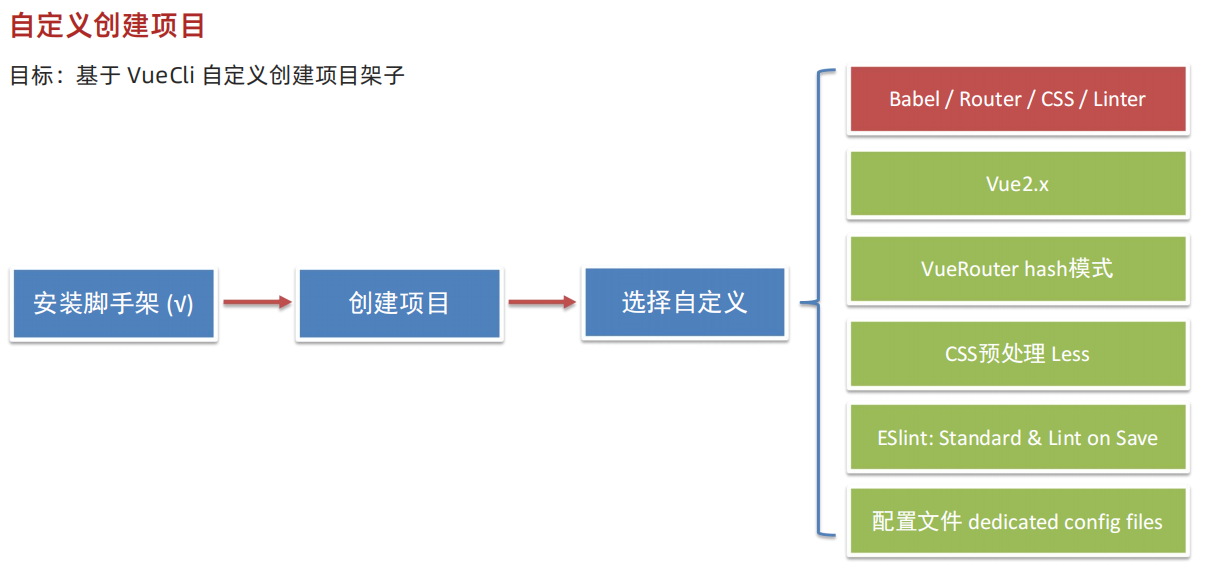 自定义创建项目
目标：基于 VueCli 自定义创建项目架子
安装脚手架 (√)
创建项目
选择自定义
Babel / Router / CSS / Linter
Vue2.x
VueRouter hash模式
CSS预处理 Less
ESlint: Standard & Lint on Save
配置文件 dedicated config files